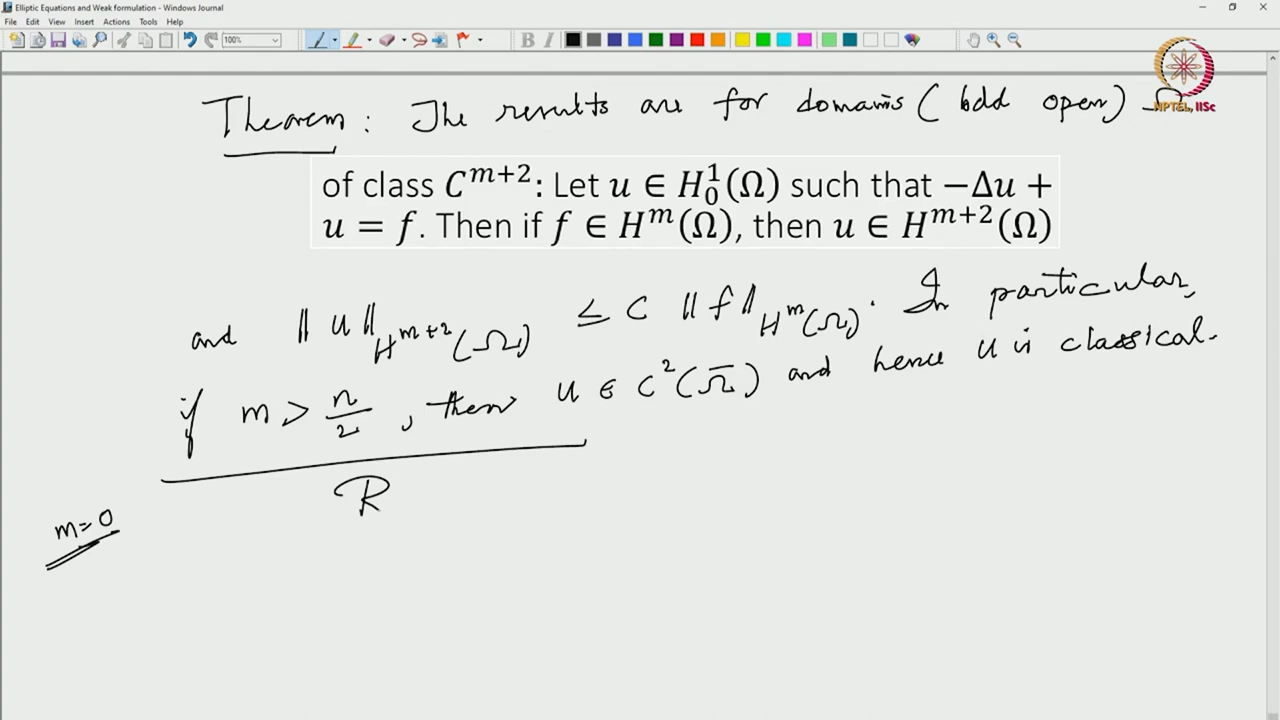 Elliptic Equations and Weak formulation - Windows Journal
File Edit View Insert Actions Tools Help
100%
NPTEL, IISc
Theorem : The results are for domains ( bdd open) Ω
of class C^{m+2}: Let u ∈ H_0^1(Ω) such that −Δu +
u = f. Then if f ∈ H^m(Ω), then u ∈ H^{m+2}(Ω)
and ‖u‖_{H^{m+2}(Ω)} ≤ C ‖f‖_{H^m(Ω)}. In particular,
if m > n/2, then u ∈ C^2(Ω̅) and hence u is classical.
R
m=0